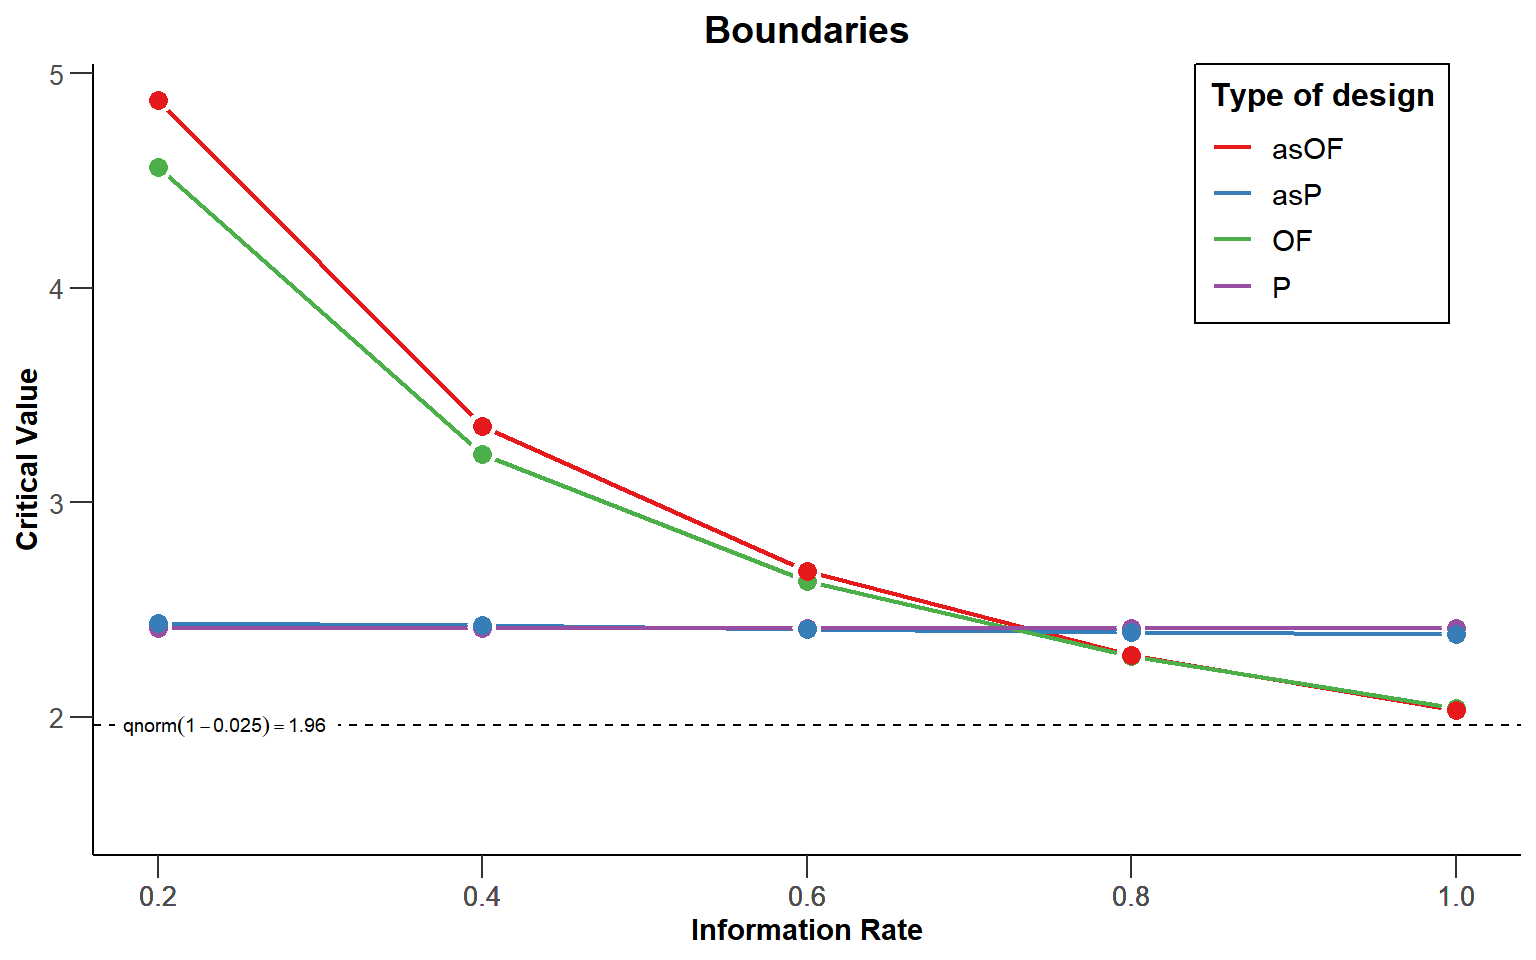 Boundaries
Type of design
asOF
asP
OF
P
Critical Value
5
4
3
2
qnorm(1 − 0.025) = 1.96
0.2 0.4 0.6 0.8 1.0
Information Rate